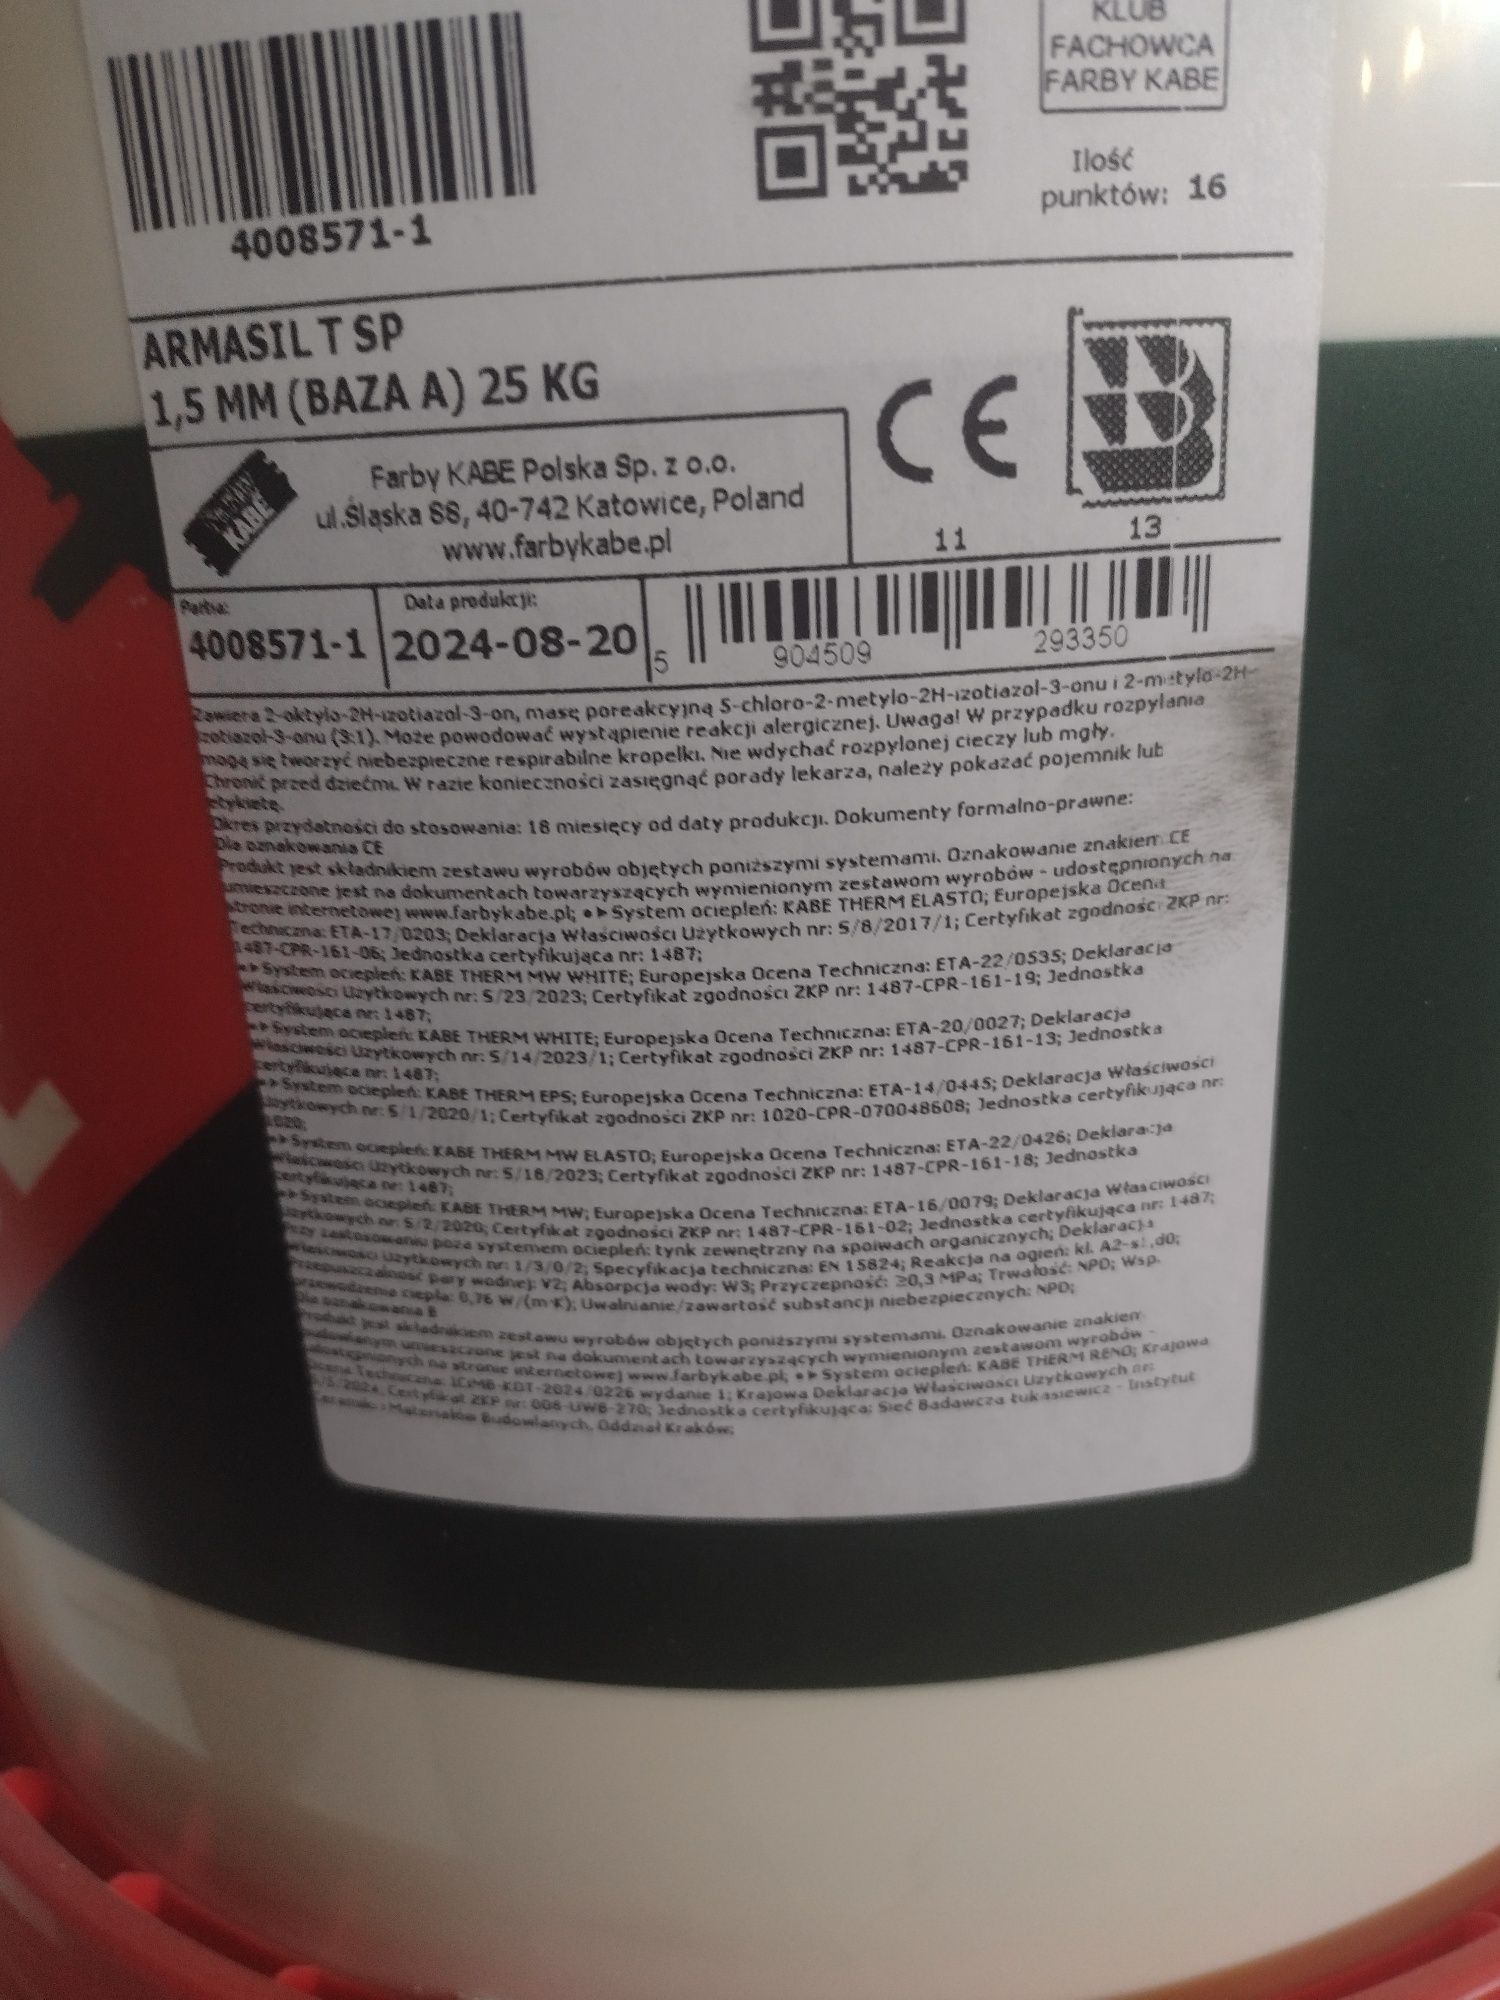 KLUB
FACHOWCA
FARBY KABE
Ilość
punktów: 16
4008571-1
ARMASIL T SP
1,5 MM (BAZA A) 25 KG
CE
B
FARBY
KABE
Farby KABE Polska Sp. z o.o.
ul.Śląska 88, 40-742 Katowice, Poland
www.farbykabe.pl
11
13
Partia:
4008571-1
Data produkcji:
2024-08-20
5 904509 293350
Zawiera 2-oktylo-2H-izotiazol-3-on, masę poreakcyjną 5-chloro-2-metylo-2H-izotiazol-3-onu i 2-metylo-2H-
izotiazol-3-onu (3:1). Może powodować wystąpienie reakcji alergicznej. Uwaga! W przypadku rozpylania
mogą się tworzyć niebezpieczne respirabilne kropelki. Nie wdychać rozpylonej cieczy lub mgły.
Chronić przed dziećmi. W razie konieczności zasięgnąć porady lekarza, należy pokazać pojemnik lub
etykietę.
Okres przydatności do stosowania: 18 miesięcy od daty produkcji. Dokumenty formalno-prawne:
Dla oznakowania CE
Produkt jest składnikiem zestawu wyrobów objętych poniższymi systemami. Oznakowanie znakiem CE
umieszczone jest na dokumentach towarzyszących wymienionym zestawom wyrobów - udostępnionych na
stronie internetowej www.farbykabe.pl; •►System ociepleń: KABE THERM ELASTO; Europejska Ocena
Techniczna: ETA-17/0203; Deklaracja Właściwości Użytkowych nr: 5/8/2017/1; Certyfikat zgodności ZKP nr:
1487-CPR-161-06; Jednostka certyfikująca nr: 1487;
•►System ociepleń: KABE THERM MW WHITE; Europejska Ocena Techniczna: ETA-22/0535; Deklaracja
Właściwości Użytkowych nr: 5/23/2023; Certyfikat zgodności ZKP nr: 1487-CPR-161-19; Jednostka
certyfikująca nr: 1487;
•►System ociepleń: KABE THERM WHITE; Europejska Ocena Techniczna: ETA-20/0027; Deklaracja
Właściwości Użytkowych nr: 5/14/2023/1; Certyfikat zgodności ZKP nr: 1487-CPR-161-13; Jednostka
certyfikująca nr: 1487;
•►System ociepleń: KABE THERM EPS; Europejska Ocena Techniczna: ETA-14/0445; Deklaracja Właściwości
Użytkowych nr: 5/1/2020/1; Certyfikat zgodności ZKP nr: 1020-CPR-070048608; Jednostka certyfikująca nr:
1020;
•►System ociepleń: KABE THERM MW ELASTO; Europejska Ocena Techniczna: ETA-22/0426; Deklaracja
Właściwości Użytkowych nr: 5/18/2023; Certyfikat zgodności ZKP nr: 1487-CPR-161-18; Jednostka
certyfikująca nr: 1487;
•►System ociepleń: KABE THERM MW; Europejska Ocena Techniczna: ETA-16/0079; Deklaracja Właściwości
Użytkowych nr: 5/2/2020; Certyfikat zgodności ZKP nr: 1487-CPR-161-02; Jednostka certyfikująca nr: 1487;
Przy zastosowaniu poza systemem ociepleń: tynk zewnętrzny na spoiwach organicznych; Deklaracja
Właściwości Użytkowych nr: 1/3/0/2; Specyfikacja techniczna: EN 15824; Reakcja na ogień: kl. A2-s1,d0;
Przepuszczalność pary wodnej: V2; Absorpcja wody: W3; Przyczepność: ≥0,3 MPa; Trwałość: NPD; Wsp.
przewodzenia ciepła: 0,76 W/(m·K); Uwalnianie/zawartość substancji niebezpiecznych: NPD;
Dla oznakowania B
Produkt jest składnikiem zestawu wyrobów objętych poniższymi systemami. Oznakowanie znakiem
budowlanym umieszczone jest na dokumentach towarzyszących wymienionym zestawom wyrobów -
udostępnionych na stronie internetowej www.farbykabe.pl; •►System ociepleń: KABE THERM RENO; Krajowa
Ocena Techniczna: ICiMB-KOT-2024/0226 wydanie 1; Krajowa Deklaracja Właściwości Użytkowych nr:
/5/2024; Certyfikat ZKP nr: 008-UWB-270; Jednostka certyfikująca: Sieć Badawcza Łukasiewicz - Instytut
Ceramiki i Materiałów Budowlanych, Oddział Kraków;